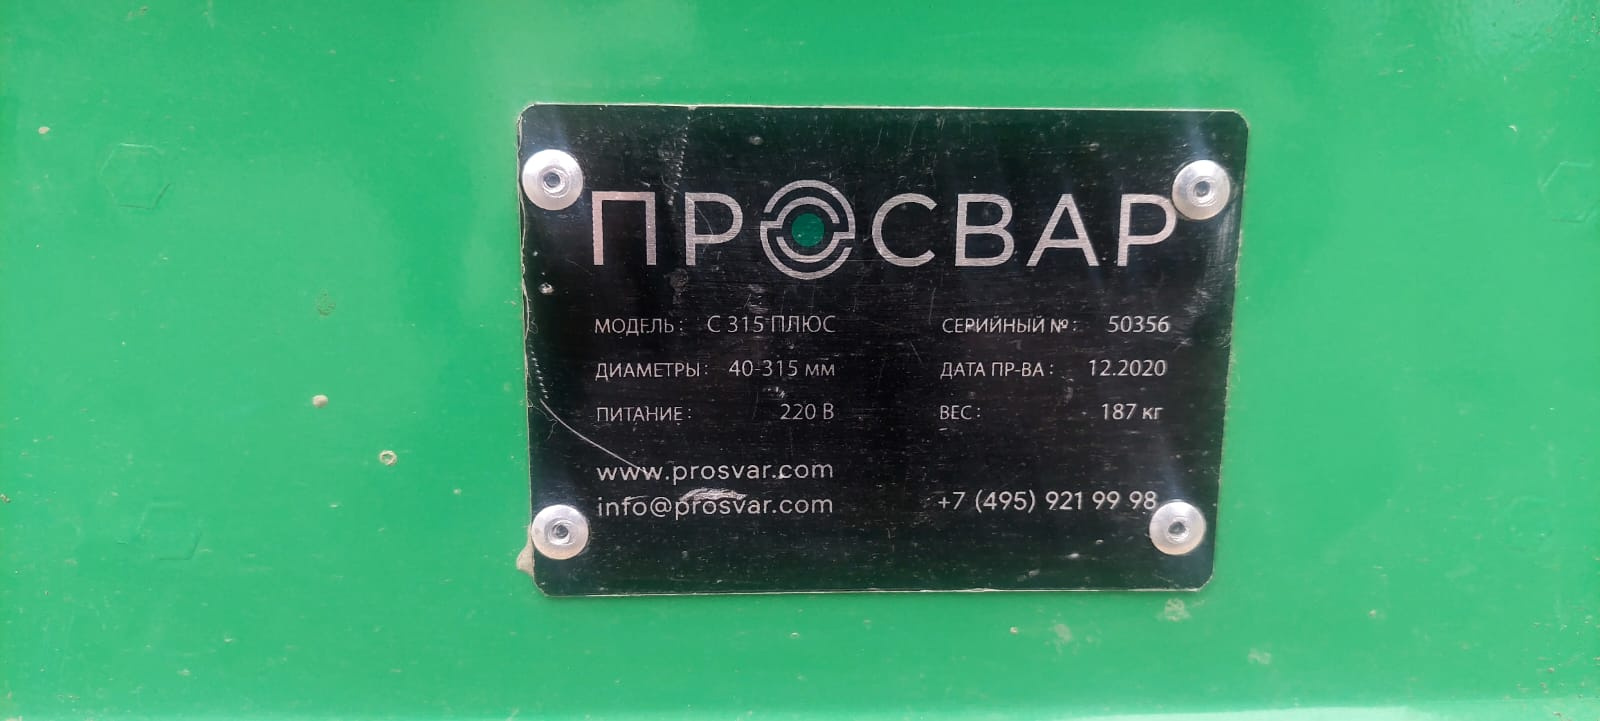 ПРОСВАР
МОДЕЛЬ: С 315 ПЛЮС СЕРИЙНЫЙ №: 50356
ДИАМЕТРЫ: 40-315 мм ДАТА ПР-ВА: 12.2020
ПИТАНИЕ: 220 В ВЕС: 187 кг
www.prosvar.com
info@prosvar.com +7 (495) 921 99 98